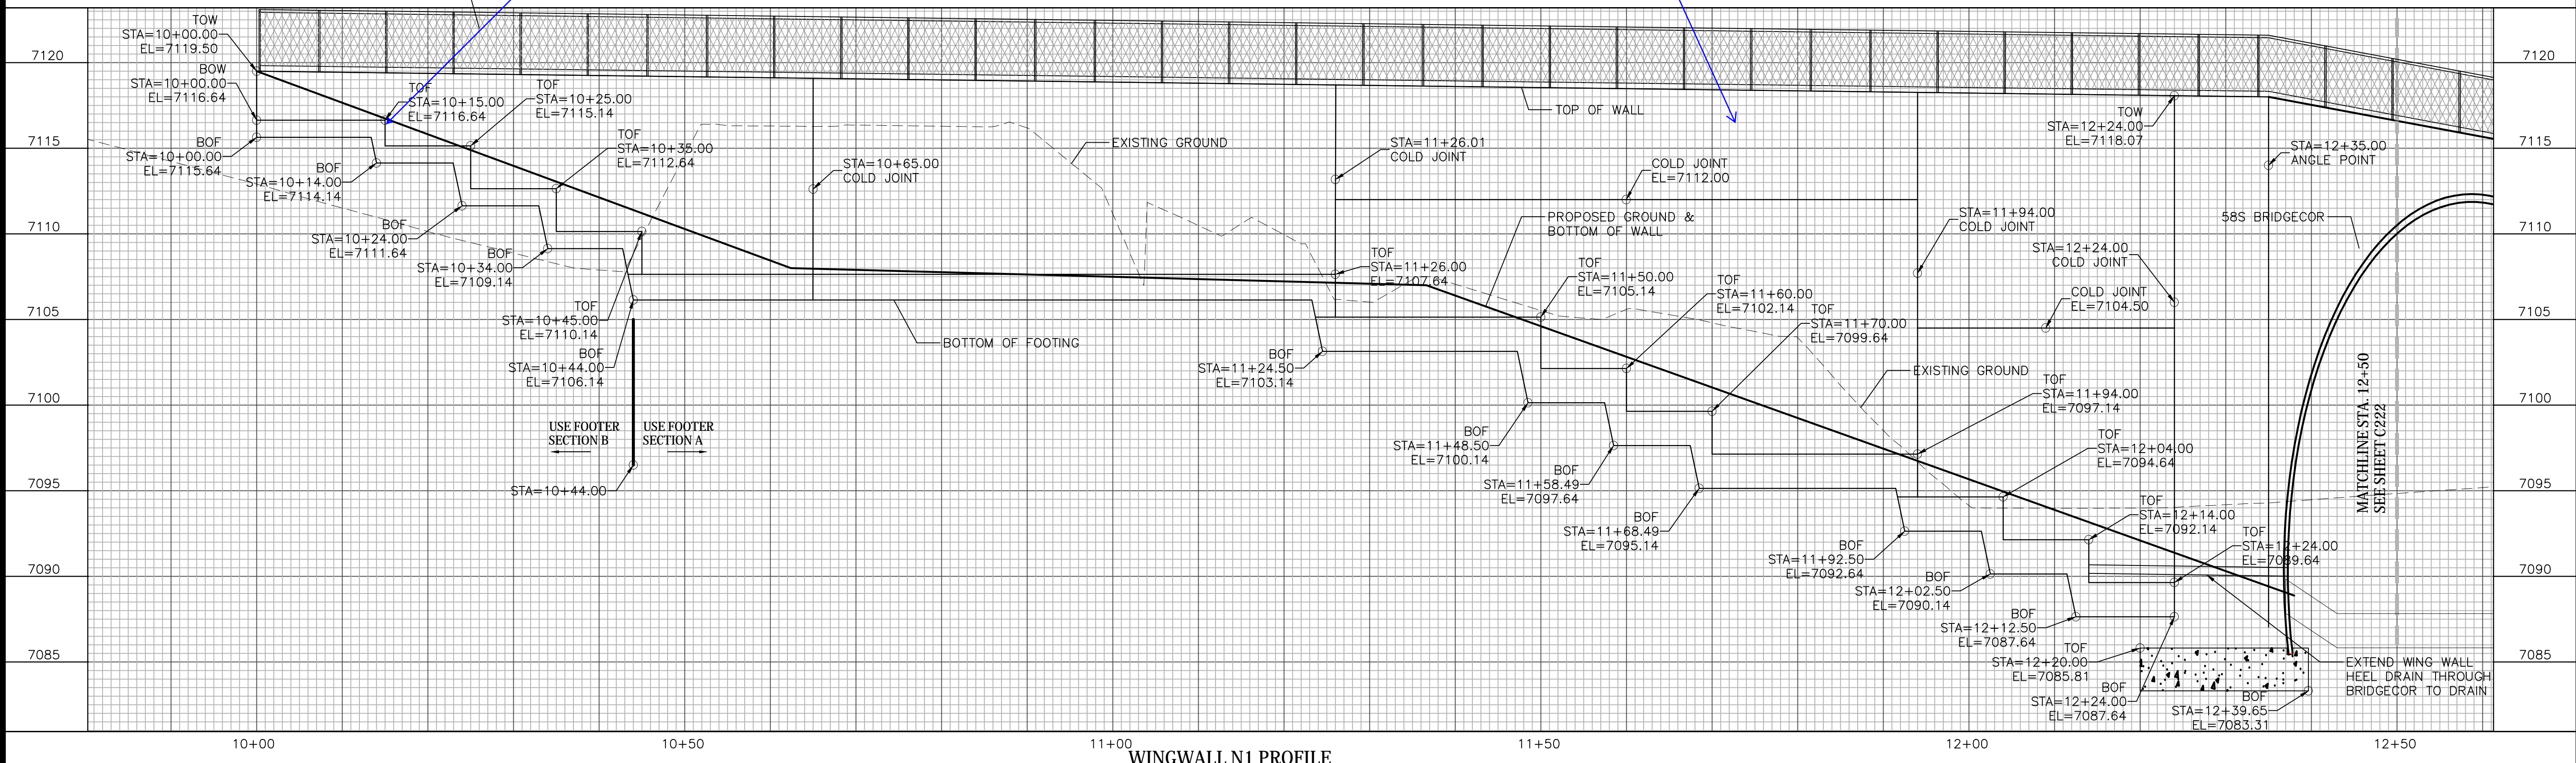 TOW
STA=10+00.00
EL=7119.50
BOW
STA=10+00.00
EL=7116.64
BOF
STA=10+00.00
EL=7115.64
TOF
STA=10+15.00
EL=7116.64
TOF
STA=10+25.00
EL=7115.14
TOF
STA=10+35.00
EL=7112.64
BOF
STA=10+14.00
EL=7114.14
BOF
STA=10+24.00
EL=7111.64
BOF
STA=10+34.00
EL=7109.14
TOF
STA=10+45.00
EL=7110.14
BOF
STA=10+44.00
EL=7106.14
USE FOOTER
SECTION B
USE FOOTER
SECTION A
STA=10+44.00
STA=10+65.00
COLD JOINT
EXISTING GROUND
BOTTOM OF FOOTING
STA=11+26.01
COLD JOINT
TOP OF WALL
COLD JOINT
EL=7112.00
PROPOSED GROUND &
BOTTOM OF WALL
TOF
STA=11+26.00
EL=7107.64
TOF
STA=11+50.00
EL=7105.14
TOF
STA=11+60.00
EL=7102.14
TOF
STA=11+70.00
EL=7099.64
BOF
STA=11+24.50
EL=7103.14
BOF
STA=11+48.50
EL=7100.14
BOF
STA=11+58.49
EL=7097.64
BOF
STA=11+68.49
EL=7095.14
BOF
STA=11+92.50
EL=7092.64
BOF
STA=12+02.50
EL=7090.14
BOF
STA=12+12.50
EL=7087.64
TOF
STA=12+20.00
EL=7085.81
BOF
STA=12+24.00
EL=7087.64
BOF
STA=12+39.65
EL=7083.31
TOW
STA=12+24.00
EL=7118.07
STA=12+35.00
ANGLE POINT
STA=11+94.00
COLD JOINT
58S BRIDGECOR
STA=12+24.00
COLD JOINT
COLD JOINT
EL=7104.50
EXISTING GROUND
TOF
STA=11+94.00
EL=7097.14
TOF
STA=12+04.00
EL=7094.64
TOF
STA=12+14.00
EL=7092.14
TOF
STA=12+24.00
EL=7089.64
MATCHLINE STA. 12+50
SEE SHEET C222
EXTEND WING WALL
HEEL DRAIN THROUGH
BRIDGECOR TO DRAIN
7120
7115
7110
7105
7100
7095
7090
7085
7120
7115
7110
7105
7100
7095
7090
7085
10+00
10+50
11+00
11+50
12+00
12+50
WINGWALL N1 PROFILE